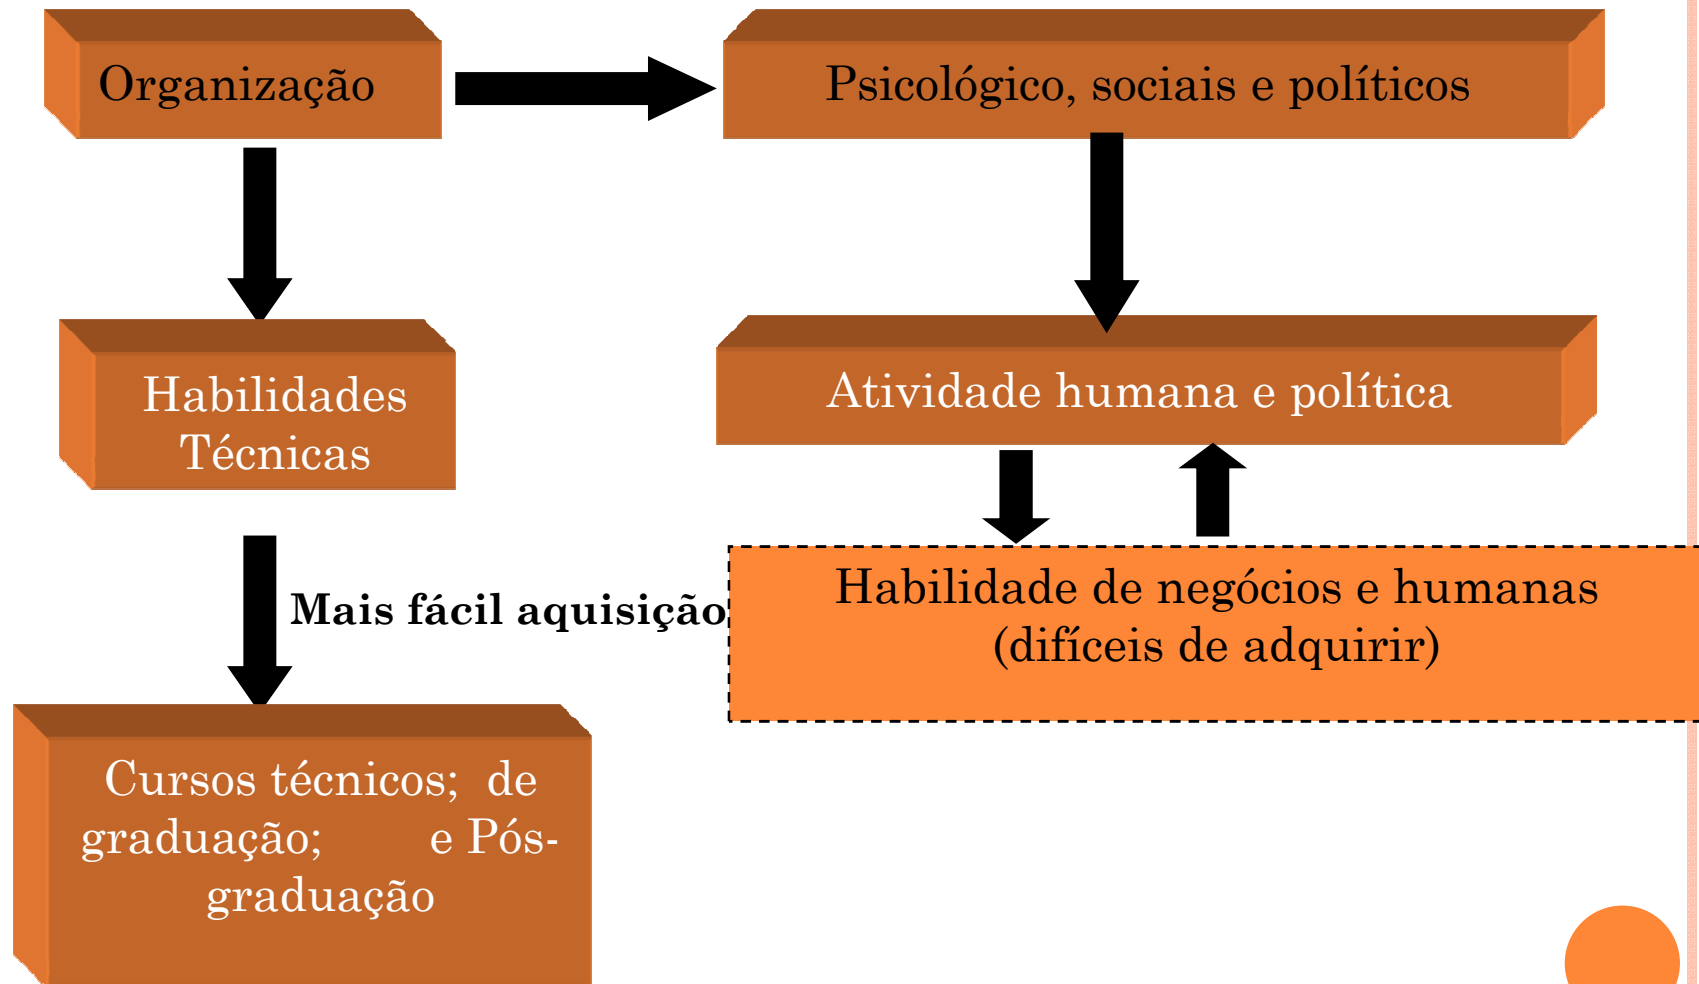 Organização
Psicológico, sociais e políticos
Habilidades
Técnicas
Atividade humana e política
Mais fácil aquisição
Habilidade de negócios e humanas
(difíceis de adquirir)
Cursos técnicos; de
graduação; e Pós-
graduação